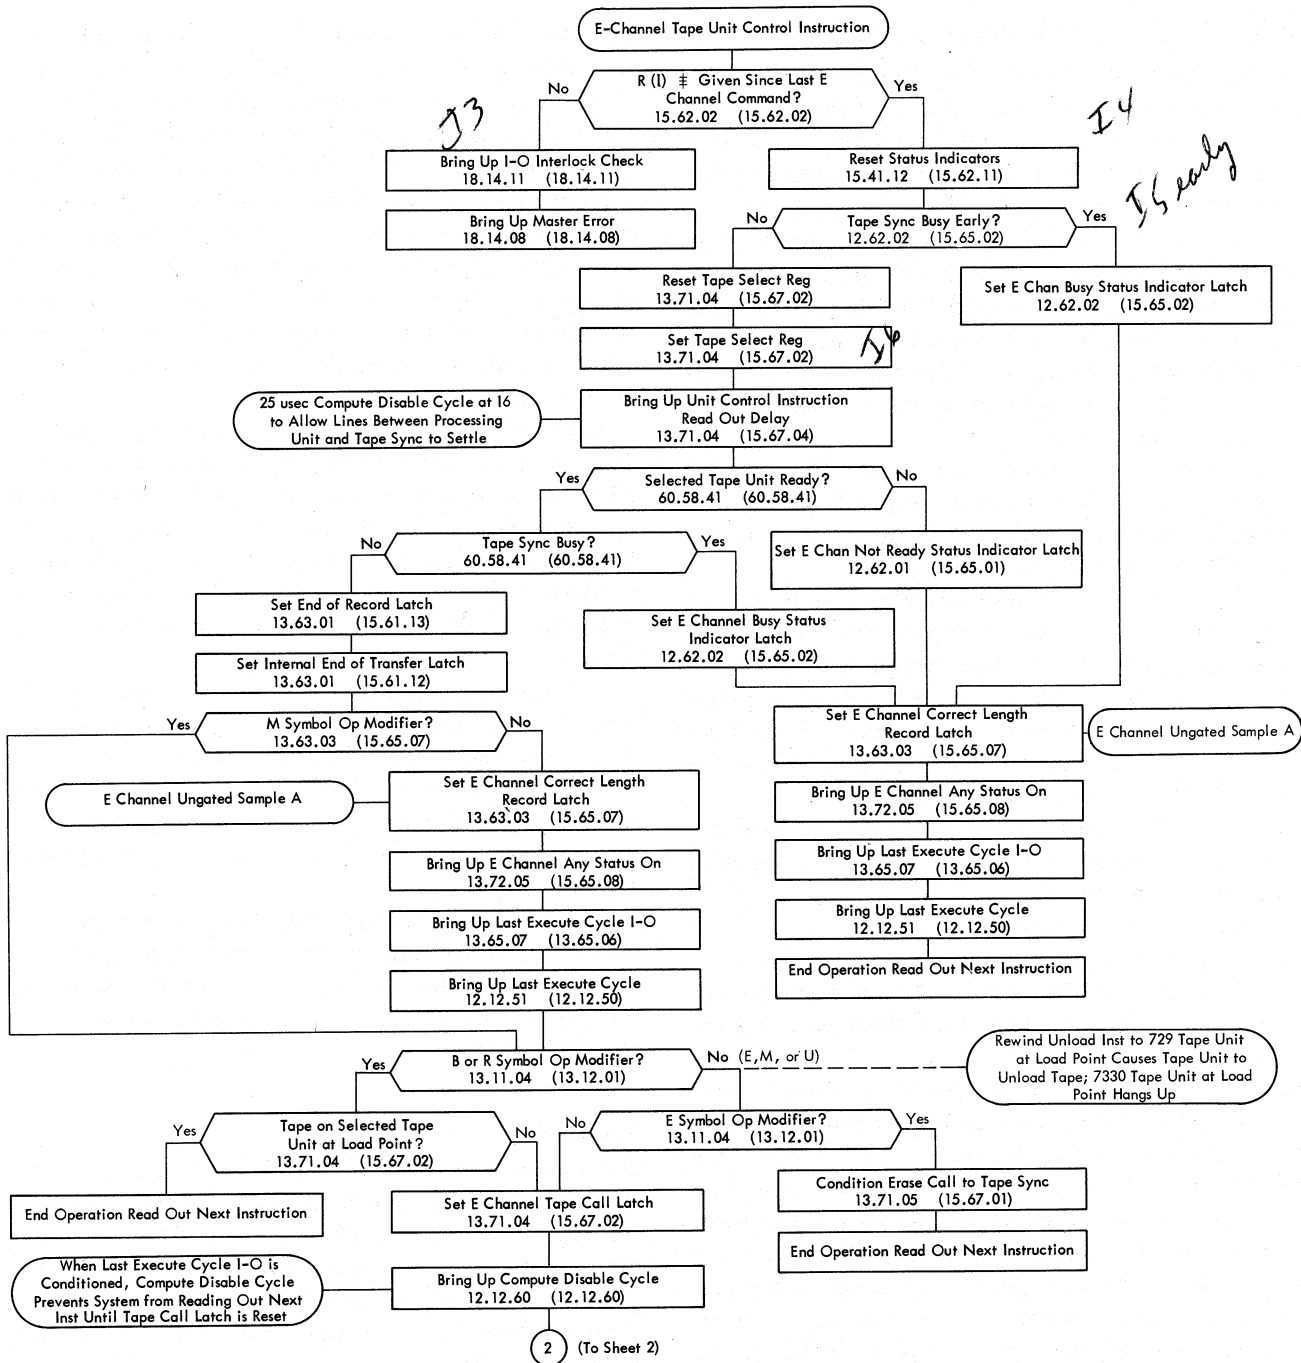 E-Channel Tape Unit Control Instruction
R (I) ⧧ Given Since Last E
Channel Command?
15.62.02 (15.62.02)
No
Yes
J3
I4
I5 early
Bring Up I-O Interlock Check
18.14.11 (18.14.11)
Reset Status Indicators
15.41.12 (15.62.11)
Bring Up Master Error
18.14.08 (18.14.08)
No
Tape Sync Busy Early?
12.62.02 (15.65.02)
Yes
Reset Tape Select Reg
13.71.04 (15.67.02)
Set E Chan Busy Status Indicator Latch
12.62.02 (15.65.02)
Set Tape Select Reg
13.71.04 (15.67.02)
I6
25 usec Compute Disable Cycle at I6
to Allow Lines Between Processing
Unit and Tape Sync to Settle
Bring Up Unit Control Instruction
Read Out Delay
13.71.04 (15.67.04)
Yes
Selected Tape Unit Ready?
60.58.41 (60.58.41)
No
No
Tape Sync Busy?
60.58.41 (60.58.41)
Yes
Set E Chan Not Ready Status Indicator Latch
12.62.01 (15.65.01)
Set End of Record Latch
13.63.01 (15.61.13)
Set E Channel Busy Status
Indicator Latch
12.62.02 (15.65.02)
Set Internal End of Transfer Latch
13.63.01 (15.61.12)
Yes
M Symbol Op Modifier?
13.63.03 (15.65.07)
No
Set E Channel Correct Length
Record Latch
13.63.03 (15.65.07)
E Channel Ungated Sample A
E Channel Ungated Sample A
Set E Channel Correct Length
Record Latch
13.63.03 (15.65.07)
Bring Up E Channel Any Status On
13.72.05 (15.65.08)
Bring Up E Channel Any Status On
13.72.05 (15.65.08)
Bring Up Last Execute Cycle I-O
13.65.07 (13.65.06)
Bring Up Last Execute Cycle I-O
13.65.07 (13.65.06)
Bring Up Last Execute Cycle
12.12.51 (12.12.50)
Bring Up Last Execute Cycle
12.12.51 (12.12.50)
End Operation Read Out Next Instruction
Yes
B or R Symbol Op Modifier?
13.11.04 (13.12.01)
No (E, M, or U)
Rewind Unload Inst to 729 Tape Unit
at Load Point Causes Tape Unit to
Unload Tape; 7330 Tape Unit at Load
Point Hangs Up
Yes
Tape on Selected Tape
Unit at Load Point?
13.71.04 (15.67.02)
No
No
E Symbol Op Modifier?
13.11.04 (13.12.01)
Yes
End Operation Read Out Next Instruction
Set E Channel Tape Call Latch
13.71.04 (15.67.02)
Condition Erase Call to Tape Sync
13.71.05 (15.67.01)
End Operation Read Out Next Instruction
When Last Execute Cycle I-O is
Conditioned, Compute Disable Cycle
Prevents System from Reading Out Next
Inst Until Tape Call Latch is Reset
Bring Up Compute Disable Cycle
12.12.60 (12.12.60)
2 (To Sheet 2)